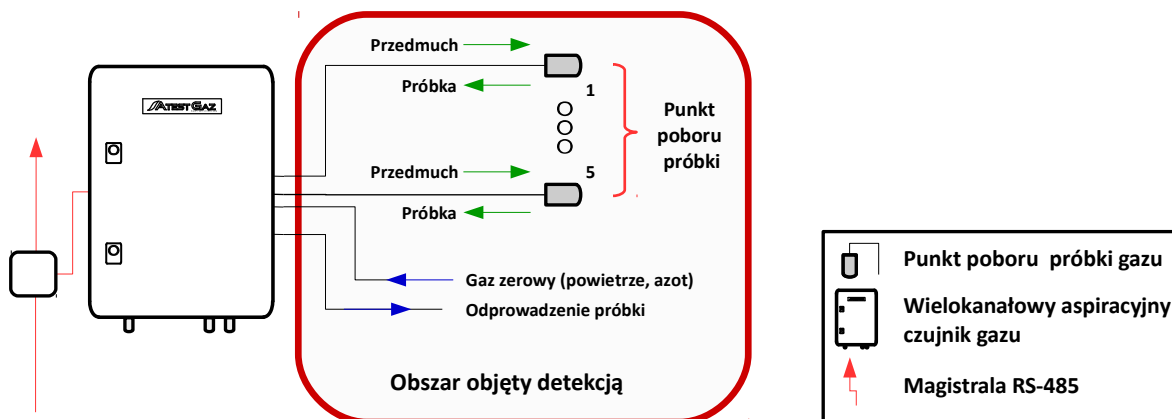 ATEST GAZ
Przedmuch
Próbka
1
Punkt
poboru
próbki
5
Przedmuch
Próbka
Gaz zerowy (powietrze, azot)
Odprowadzenie próbki
Obszar objęty detekcją
Punkt poboru próbki gazu
Wielokanałowy aspiracyjny
czujnik gazu
Magistrala RS-485